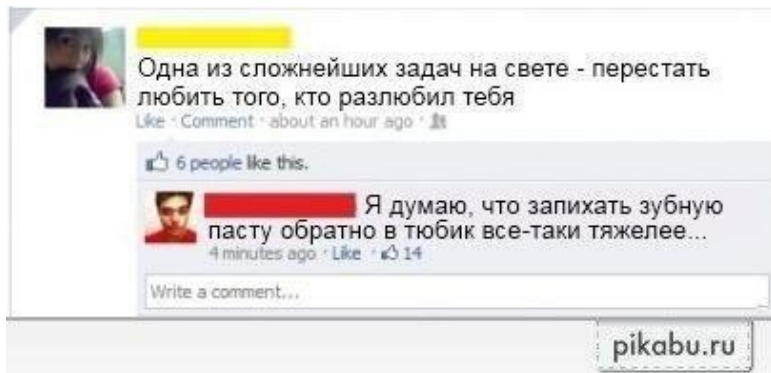 Одна из сложнейших задач на свете - перестать
любить того, кто разлюбил тебя
Like · Comment · about an hour ago ·
6 people like this.
Я думаю, что запихать зубную
пасту обратно в тюбик все-таки тяжелее...
4 minutes ago · Like · 14
Write a comment...
pikabu.ru